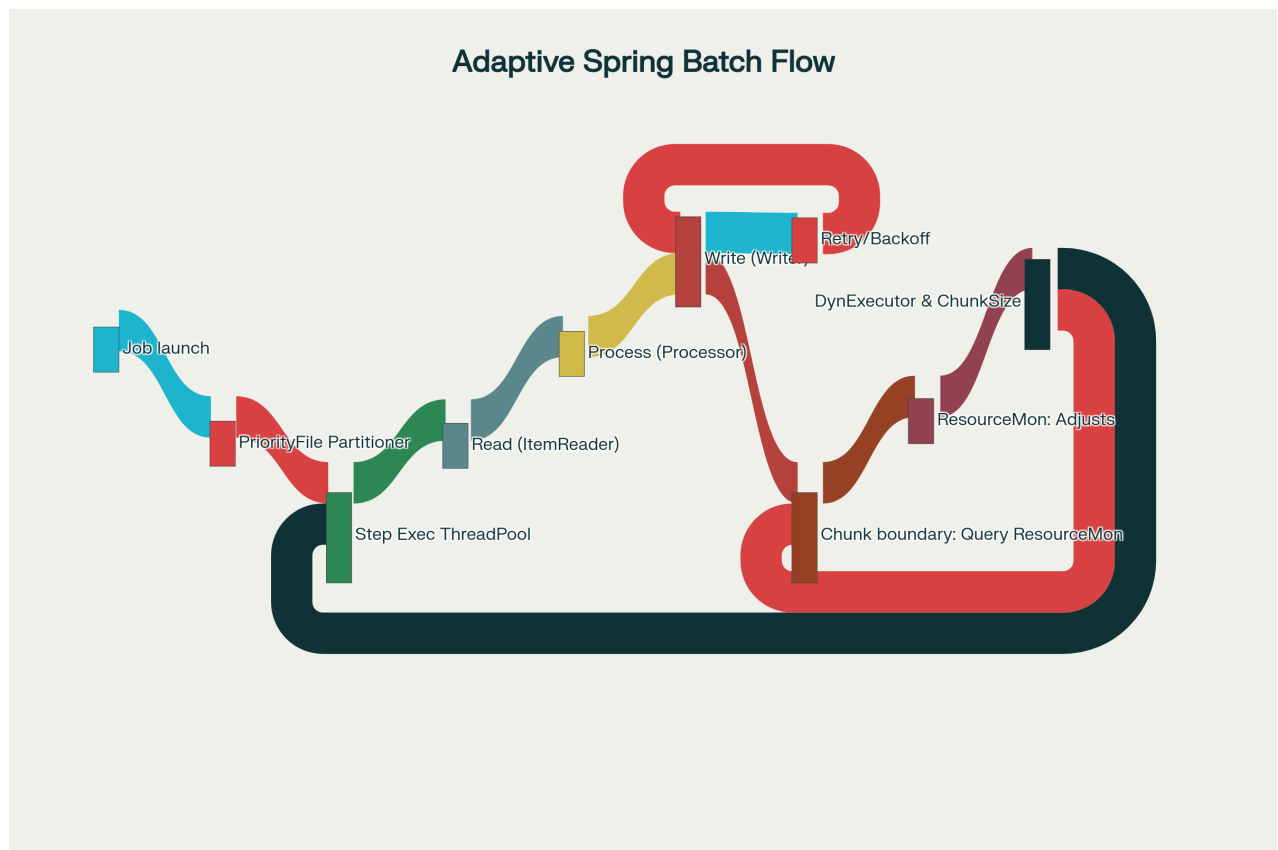 Adaptive Spring Batch Flow
Job launch
PriorityFile Partitioner
Step Exec ThreadPool
Read (ItemReader)
Process (Processor)
Write (Writer)
Retry/Backoff
Chunk boundary: Query ResourceMon
ResourceMon: Adjusts
DynExecutor & ChunkSize